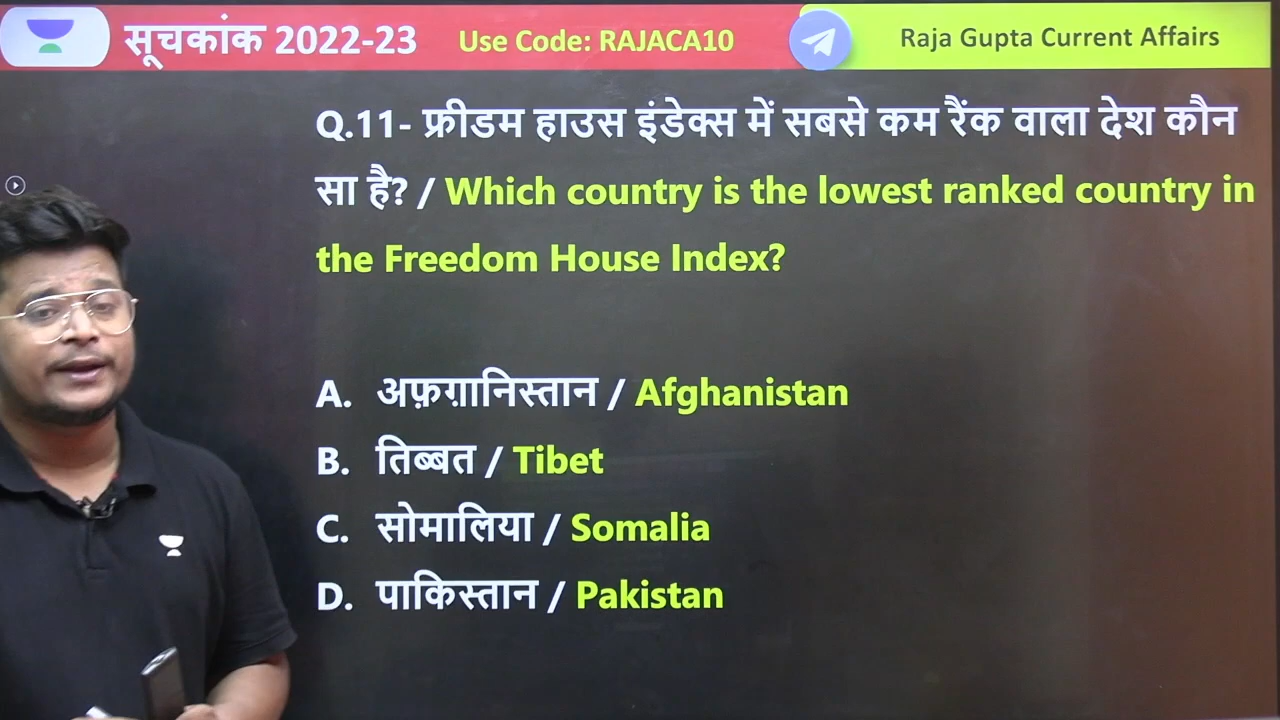 सूचकांक 2022-23 Use Code: RAJACA10 Raja Gupta Current Affairs
Q.11- फ्रीडम हाउस इंडेक्स में सबसे कम रैंक वाला देश कौन
सा है? / Which country is the lowest ranked country in
the Freedom House Index?
A. अफ़ग़ानिस्तान / Afghanistan
B. तिब्बत / Tibet
C. सोमालिया / Somalia
D. पाकिस्तान / Pakistan